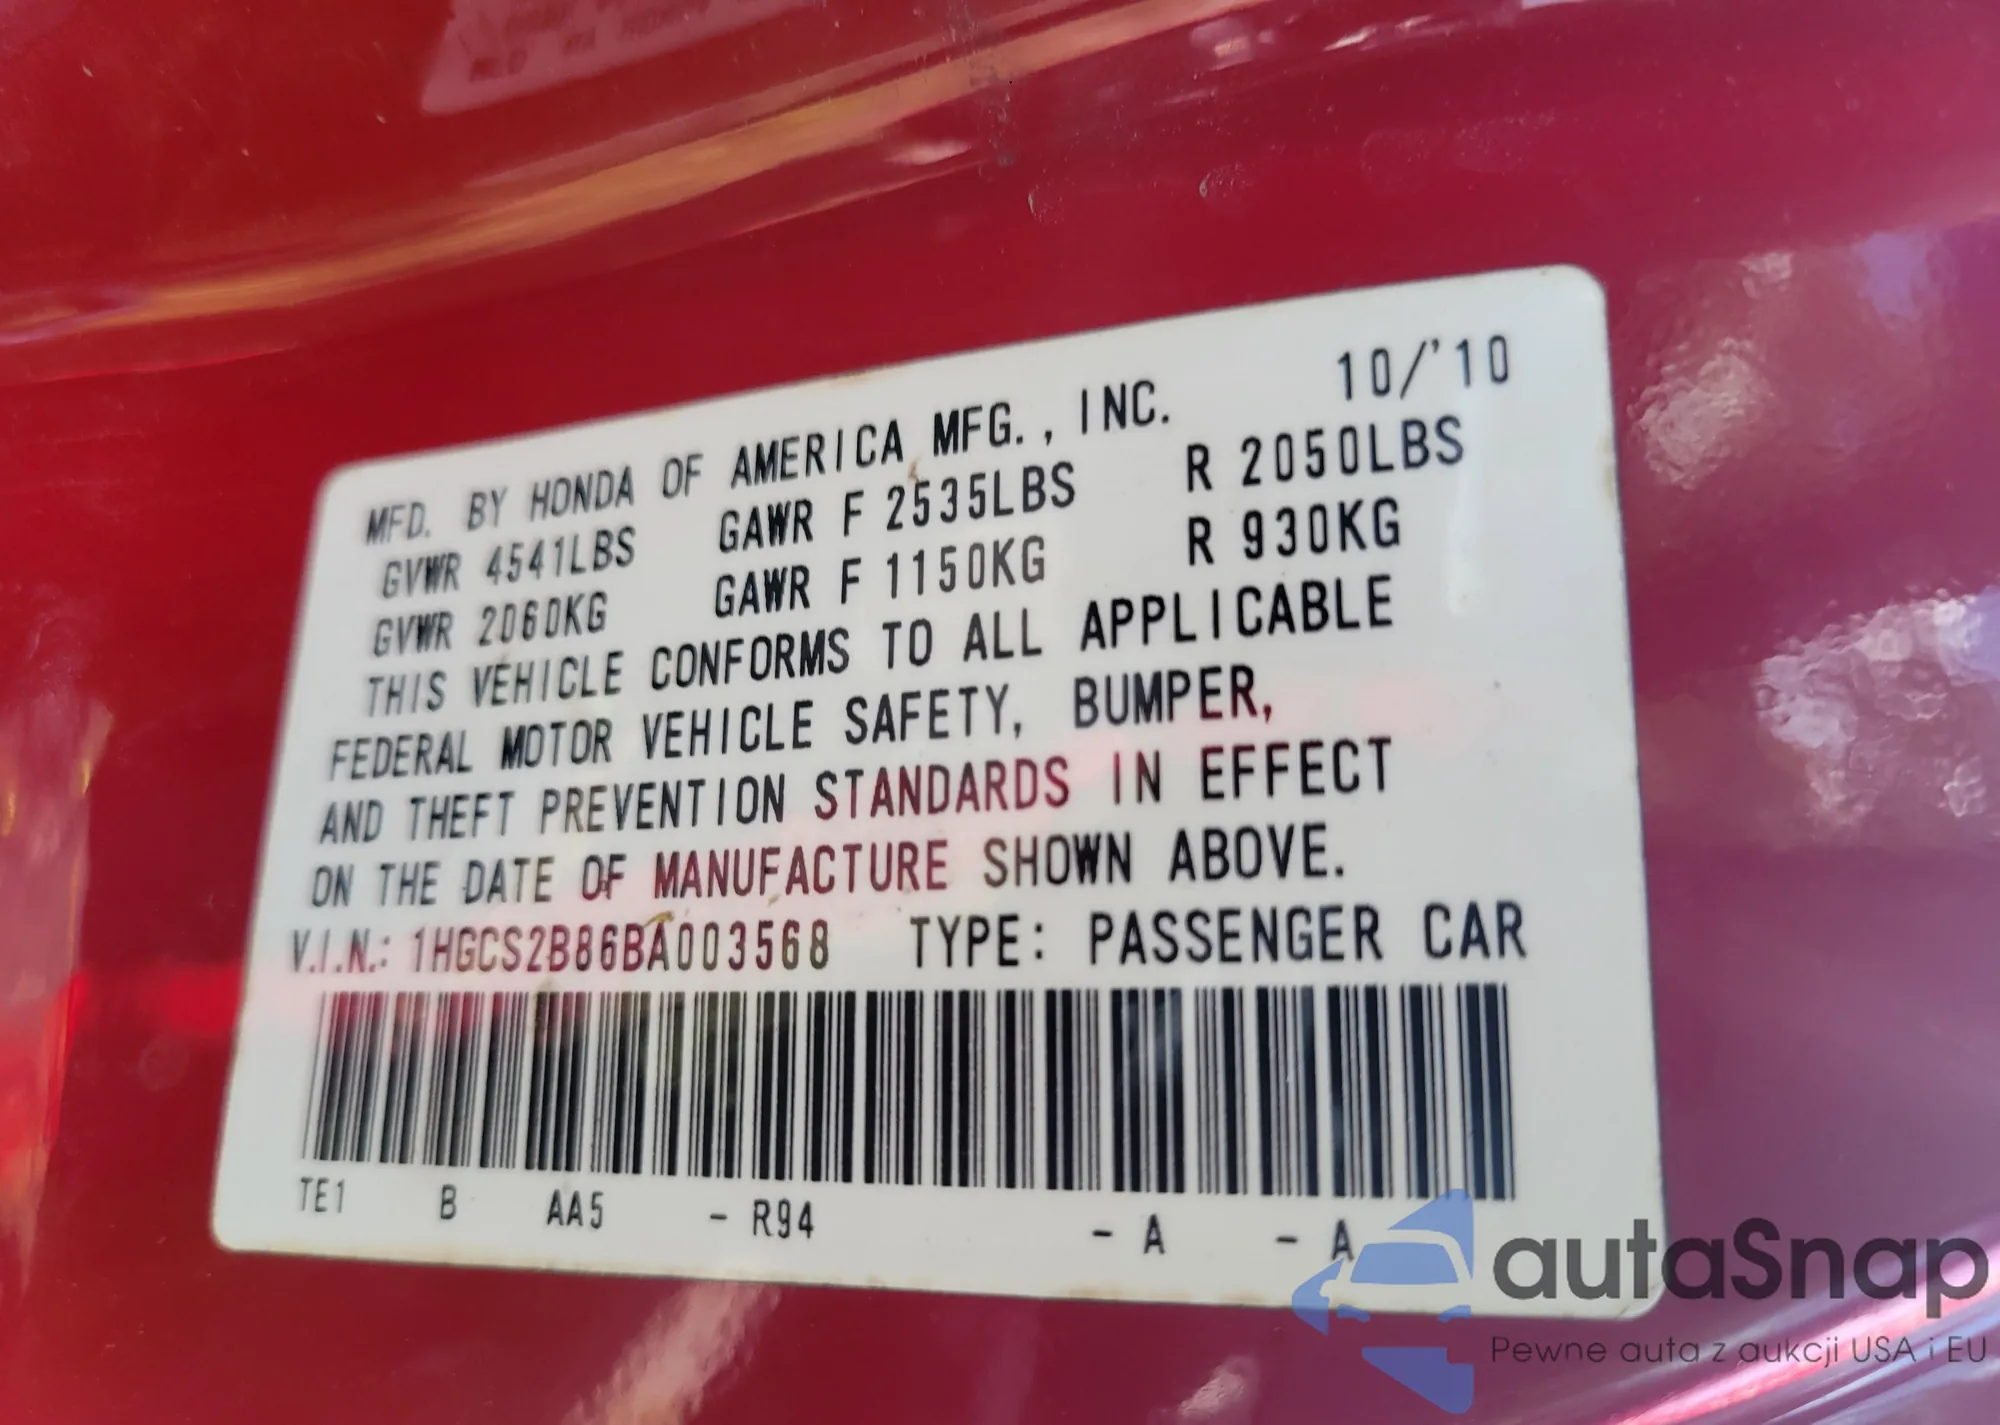 MFD. BY HONDA OF AMERICA MFG., INC. 10/'10
GVWR 4541LBS GAWR F 2535LBS R 2050LBS
GVWR 2060KG GAWR F 1150KG R 930KG
THIS VEHICLE CONFORMS TO ALL APPLICABLE
FEDERAL MOTOR VEHICLE SAFETY, BUMPER,
AND THEFT PREVENTION STANDARDS IN EFFECT
ON THE DATE OF MANUFACTURE SHOWN ABOVE.
V.I.N.: 1HGCS2B86BA003568 TYPE: PASSENGER CAR
TE1 B AA5 - R94 - A - A
autaSnap
Pewne auta z aukcji USA i EU